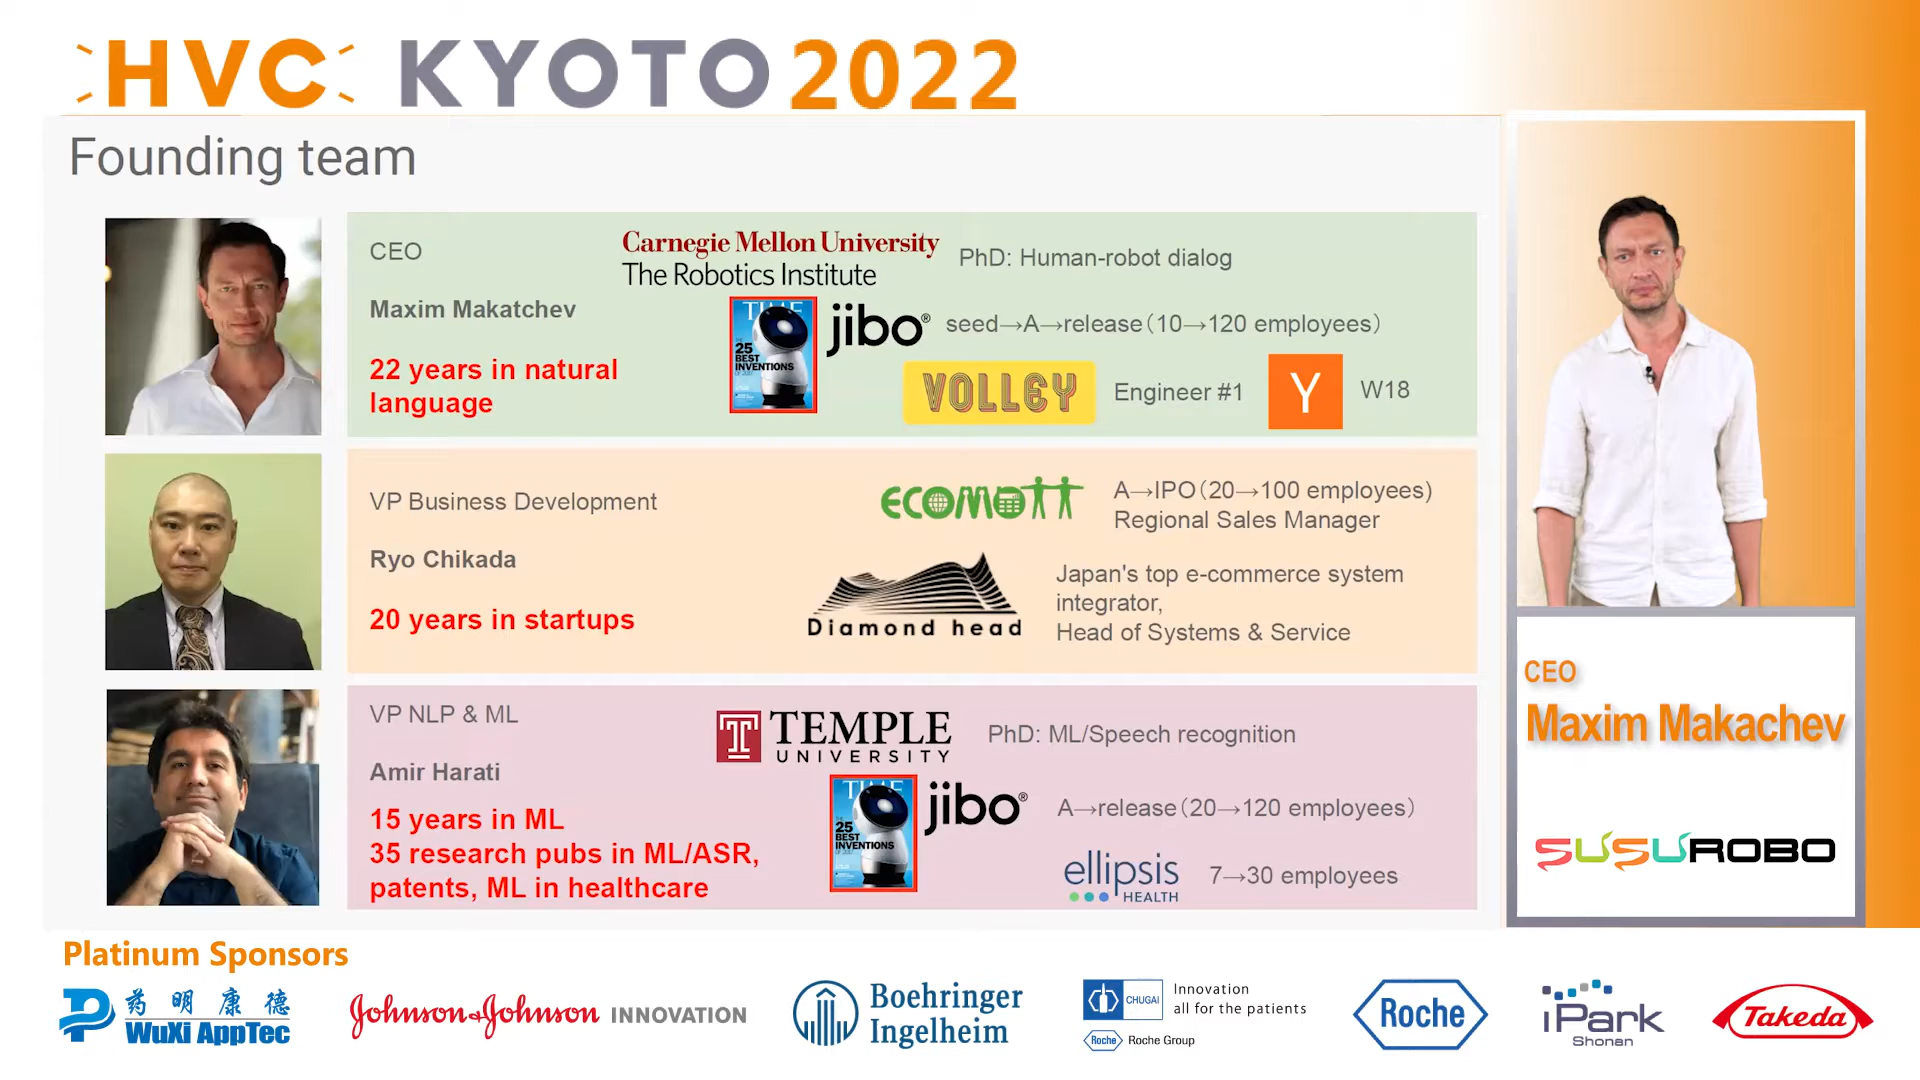 HVC KYOTO 2022
Founding team
CEO
Maxim Makatchev
22 years in natural
language
Carnegie Mellon University
The Robotics Institute
PhD: Human-robot dialog
TIME
25
BEST
INVENTIONS
jibo®
seed→A→release(10→120 employees)
VOLLEY
Engineer #1
Y
W18
VP Business Development
Ryo Chikada
20 years in startups
ECOMOTT
A→IPO(20→100 employees)
Regional Sales Manager
Diamond head
Japan's top e-commerce system
integrator,
Head of Systems & Service
VP NLP & ML
Amir Harati
15 years in ML
35 research pubs in ML/ASR,
patents, ML in healthcare
T TEMPLE
UNIVERSITY
PhD: ML/Speech recognition
TIME
25
BEST
INVENTIONS
jibo®
A→release(20→120 employees)
ellipsis
HEALTH
7→30 employees
CEO
Maxim Makachev
SUSUROBO
Platinum Sponsors
药明康德
WuXi AppTec
Johnson & Johnson INNOVATION
Boehringer
Ingelheim
CHUGAI
Innovation
all for the patients
Roche Roche Group
Roche
iPark
Shonan
Takeda